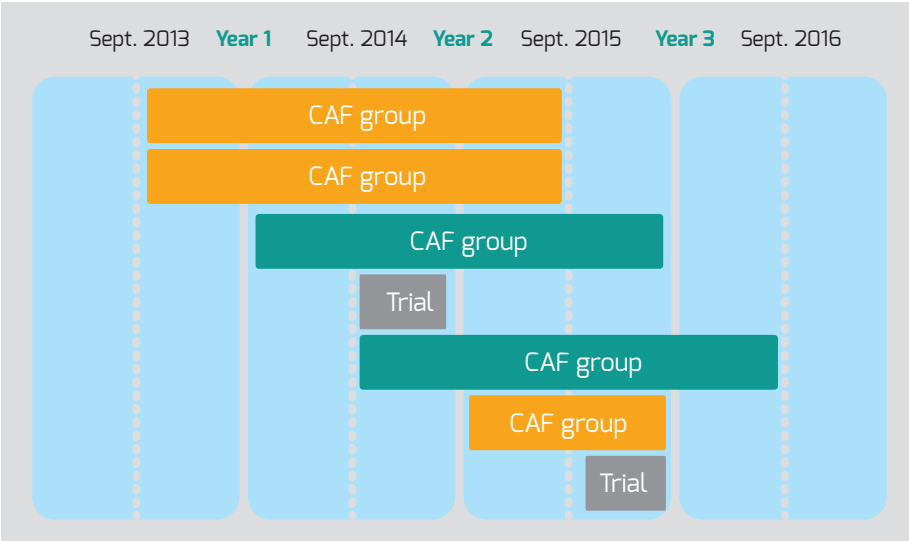 Sept. 2013 Year 1 Sept. 2014 Year 2 Sept. 2015 Year 3 Sept. 2016
CAF group
CAF group
CAF group
Trial
CAF group
CAF group
Trial